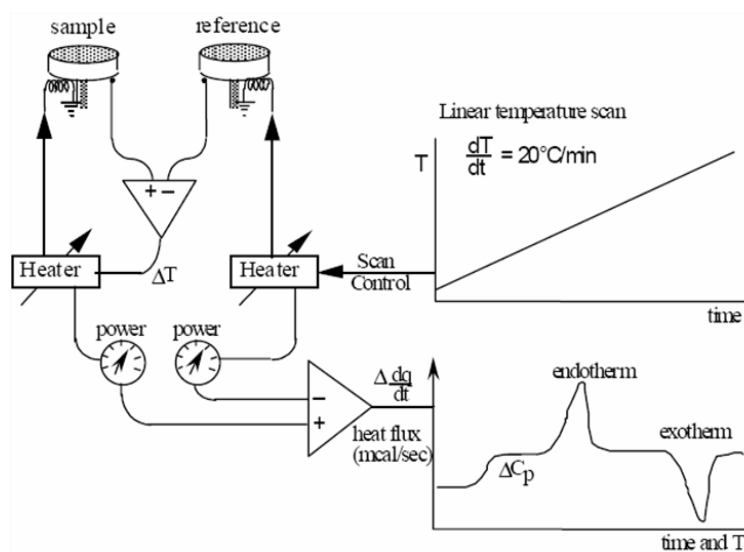 sample
reference
+ −
Linear temperature scan
dT
dt
= 20°C/min
T
Heater
ΔT
Heater
Scan
Control
time
power
power
−
+
Δ dq
dt
heat flux
(mcal/sec)
endotherm
exotherm
ΔCp
time and T